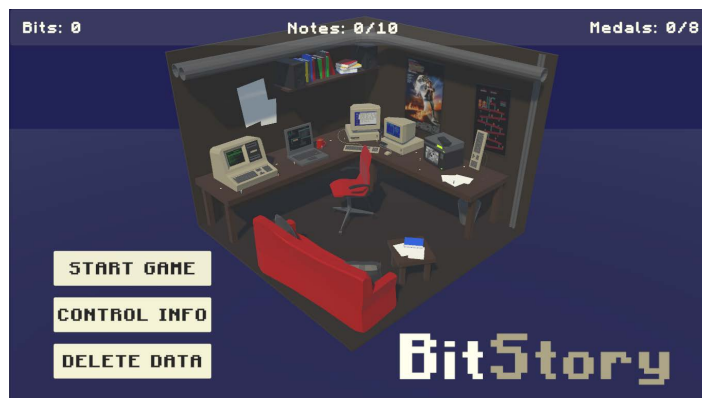 Bits: 0
Notes: 0/10
Medals: 0/8
START GAME
CONTROL INFO
DELETE DATA
BitStory